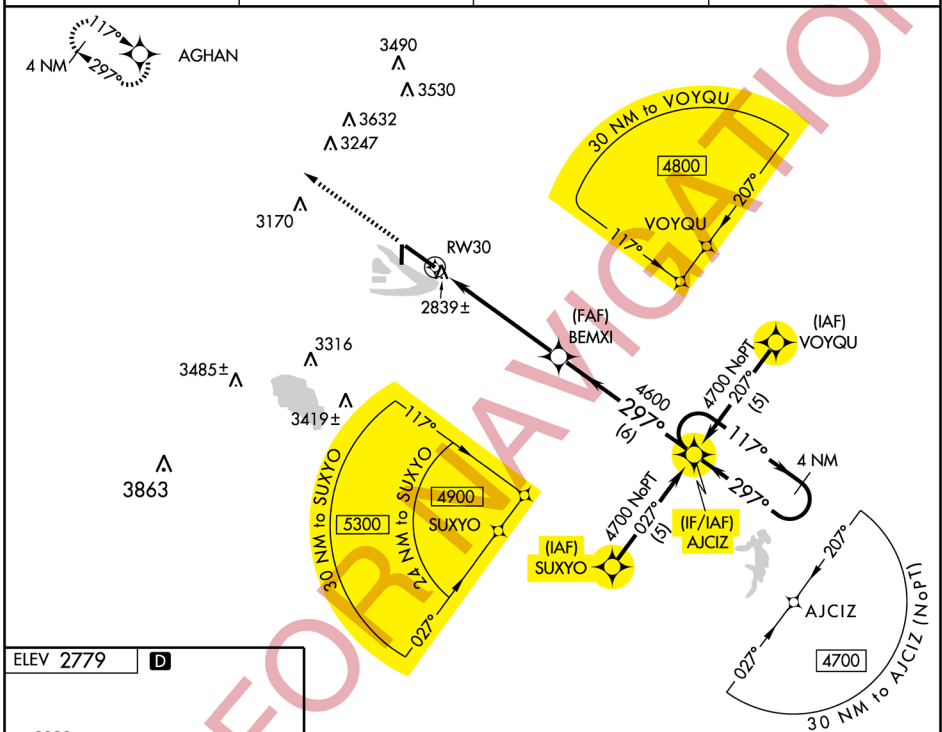 117°
297°
4 NM
AGHAN
3490
3530
3632
3247
3170
RW30
2839±
30 NM to VOYQU
4800
207°
VOYQU
117°
(FAF)
BEMXI
(IAF)
VOYQU
4700 NoPT
207°
(5)
4600
297°
(6)
117°
4 NM
297°
(IF/IAF)
AJCIZ
4700 NoPT
027°
(5)
(IAF)
SUXYO
3316
3485±
3419±
3863
117°
30 NM to SUXYO
5300
24 NM to SUXYO
4900
SUXYO
027°
207°
AJCIZ
027°
4700
30 NM to AJCIZ (NoPT)
ELEV 2779
D
FOR NAVIGATION